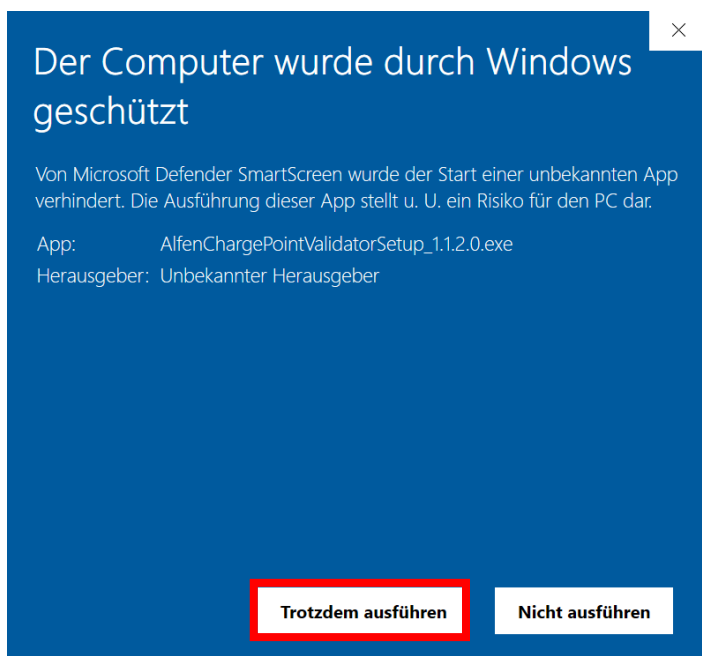 Der Computer wurde durch Windows
geschützt
Von Microsoft Defender SmartScreen wurde der Start einer unbekannten App
verhindert. Die Ausführung dieser App stellt u. U. ein Risiko für den PC dar.
App: AlfenChargePointValidatorSetup_1.1.2.0.exe
Herausgeber: Unbekannter Herausgeber
Trotzdem ausführen Nicht ausführen